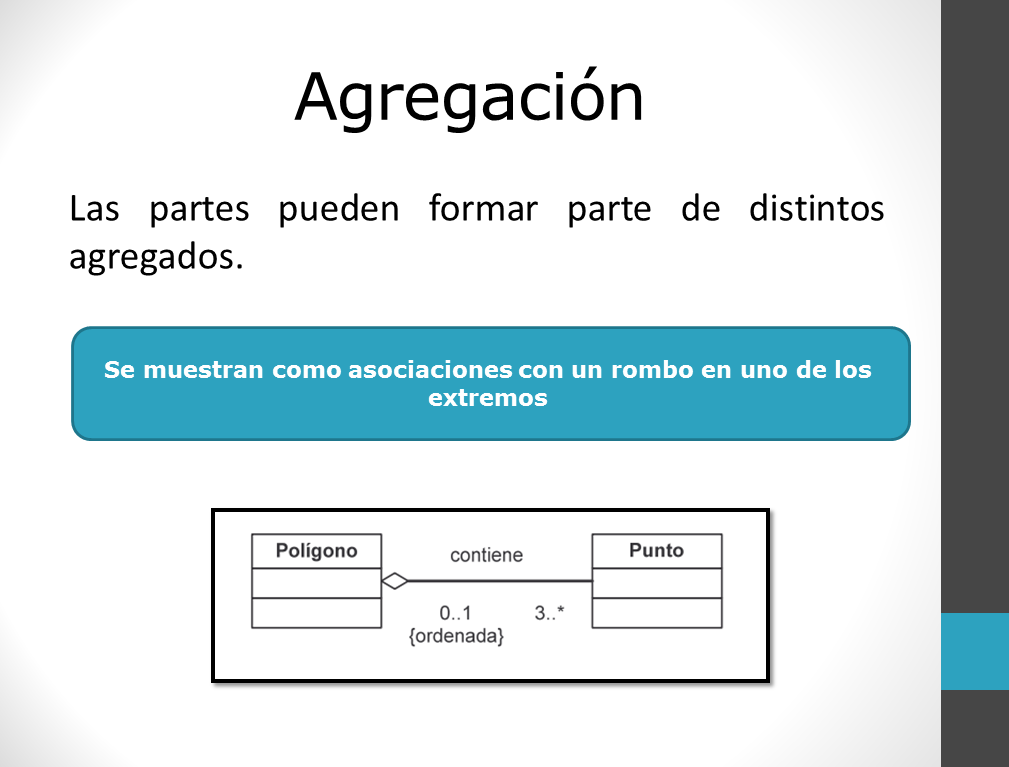 Agregación
Las partes pueden formar parte de distintos
agregados.
Se muestran como asociaciones con un rombo en uno de los
extremos
Polígono
contiene
Punto
0..1
3..*
{ordenada}